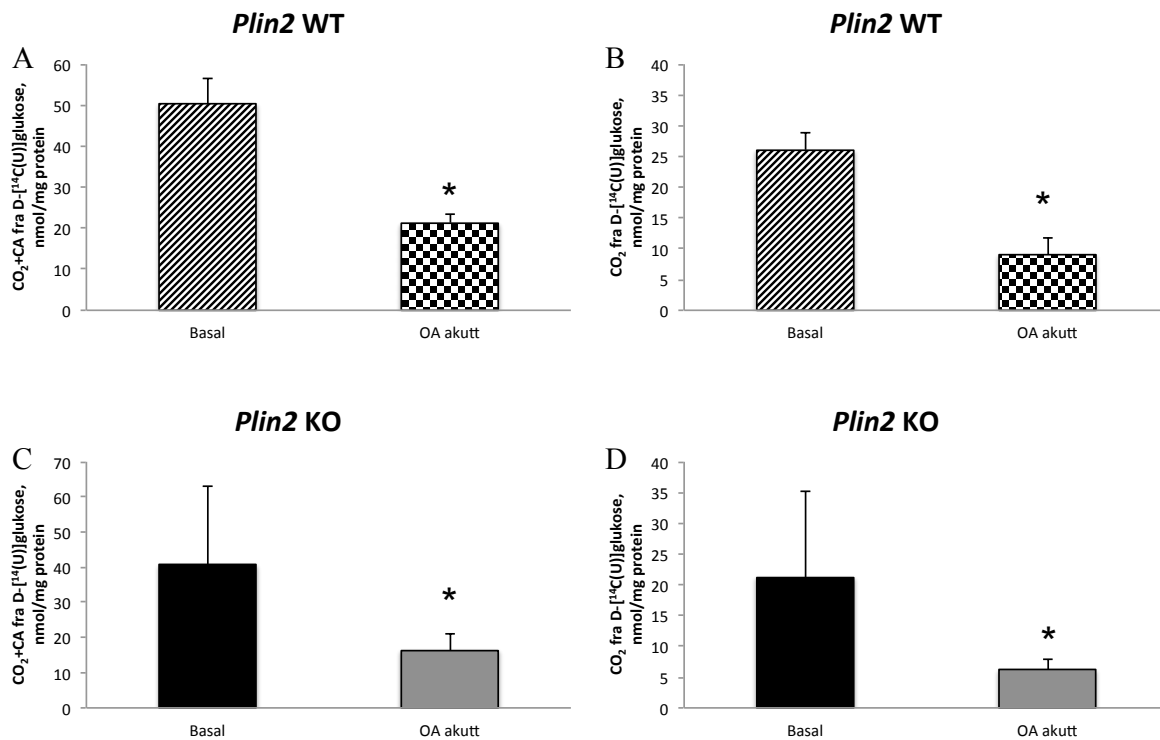 Plin2 WT
A
CO₂+CA fra D-[¹⁴C(U)]glukose,
nmol/mg protein
60
50
40
30
20
10
0
*
Basal
OA akutt
Plin2 WT
B
CO₂ fra D-[¹⁴C(U)]glukose,
nmol/mg protein
40
35
30
25
20
15
10
5
0
*
Basal
OA akutt
Plin2 KO
C
CO₂+CA fra D-[¹⁴(U)]glukose,
nmol/mg protein
70
60
50
40
30
20
10
0
*
Basal
OA akutt
Plin2 KO
D
CO₂ fra D-[¹⁴C(U)]glukose,
nmol/mg protein
40
35
30
25
20
15
10
5
0
*
Basal
OA akutt